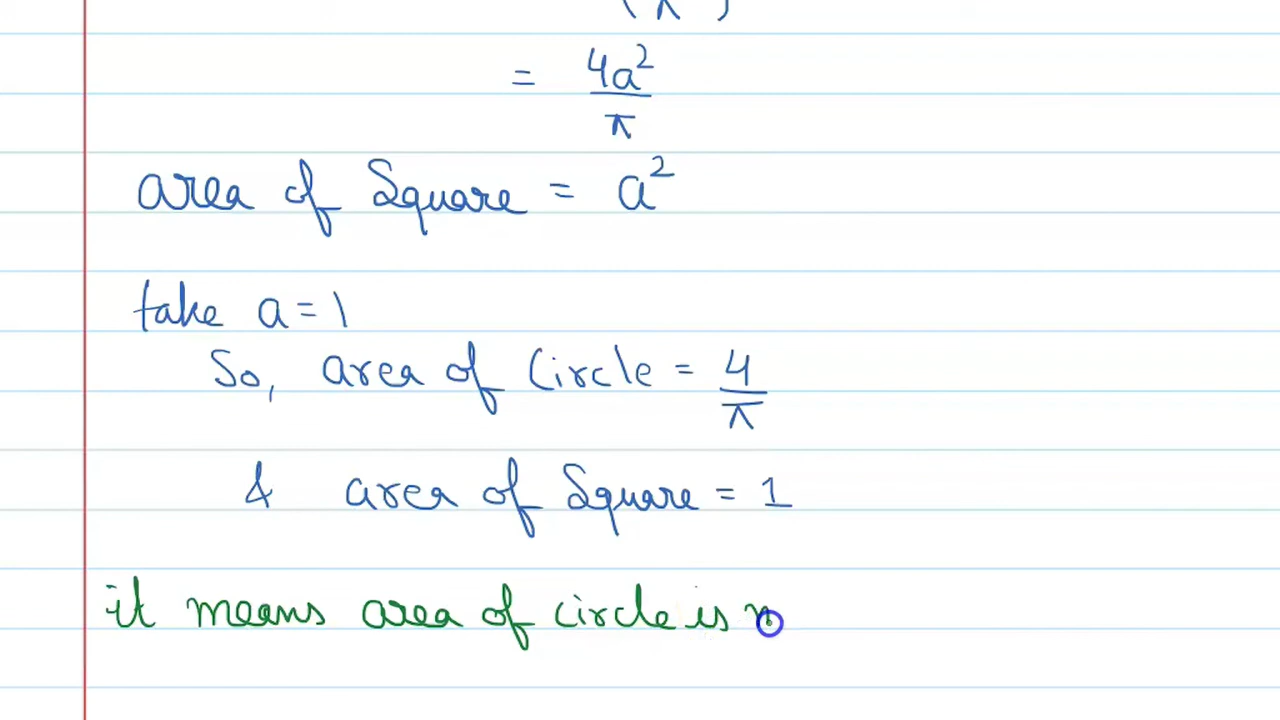 = 4a²/π
area of Square = a²
take a=1
So, area of Circle = 4/π
& area of Square = 1
it means area of circle is